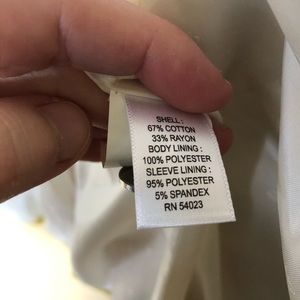 SHELL :
67% COTTON
33% RAYON
BODY LINING :
100% POLYESTER
SLEEVE LINING :
95% POLYESTER
5% SPANDEX
RN 54023